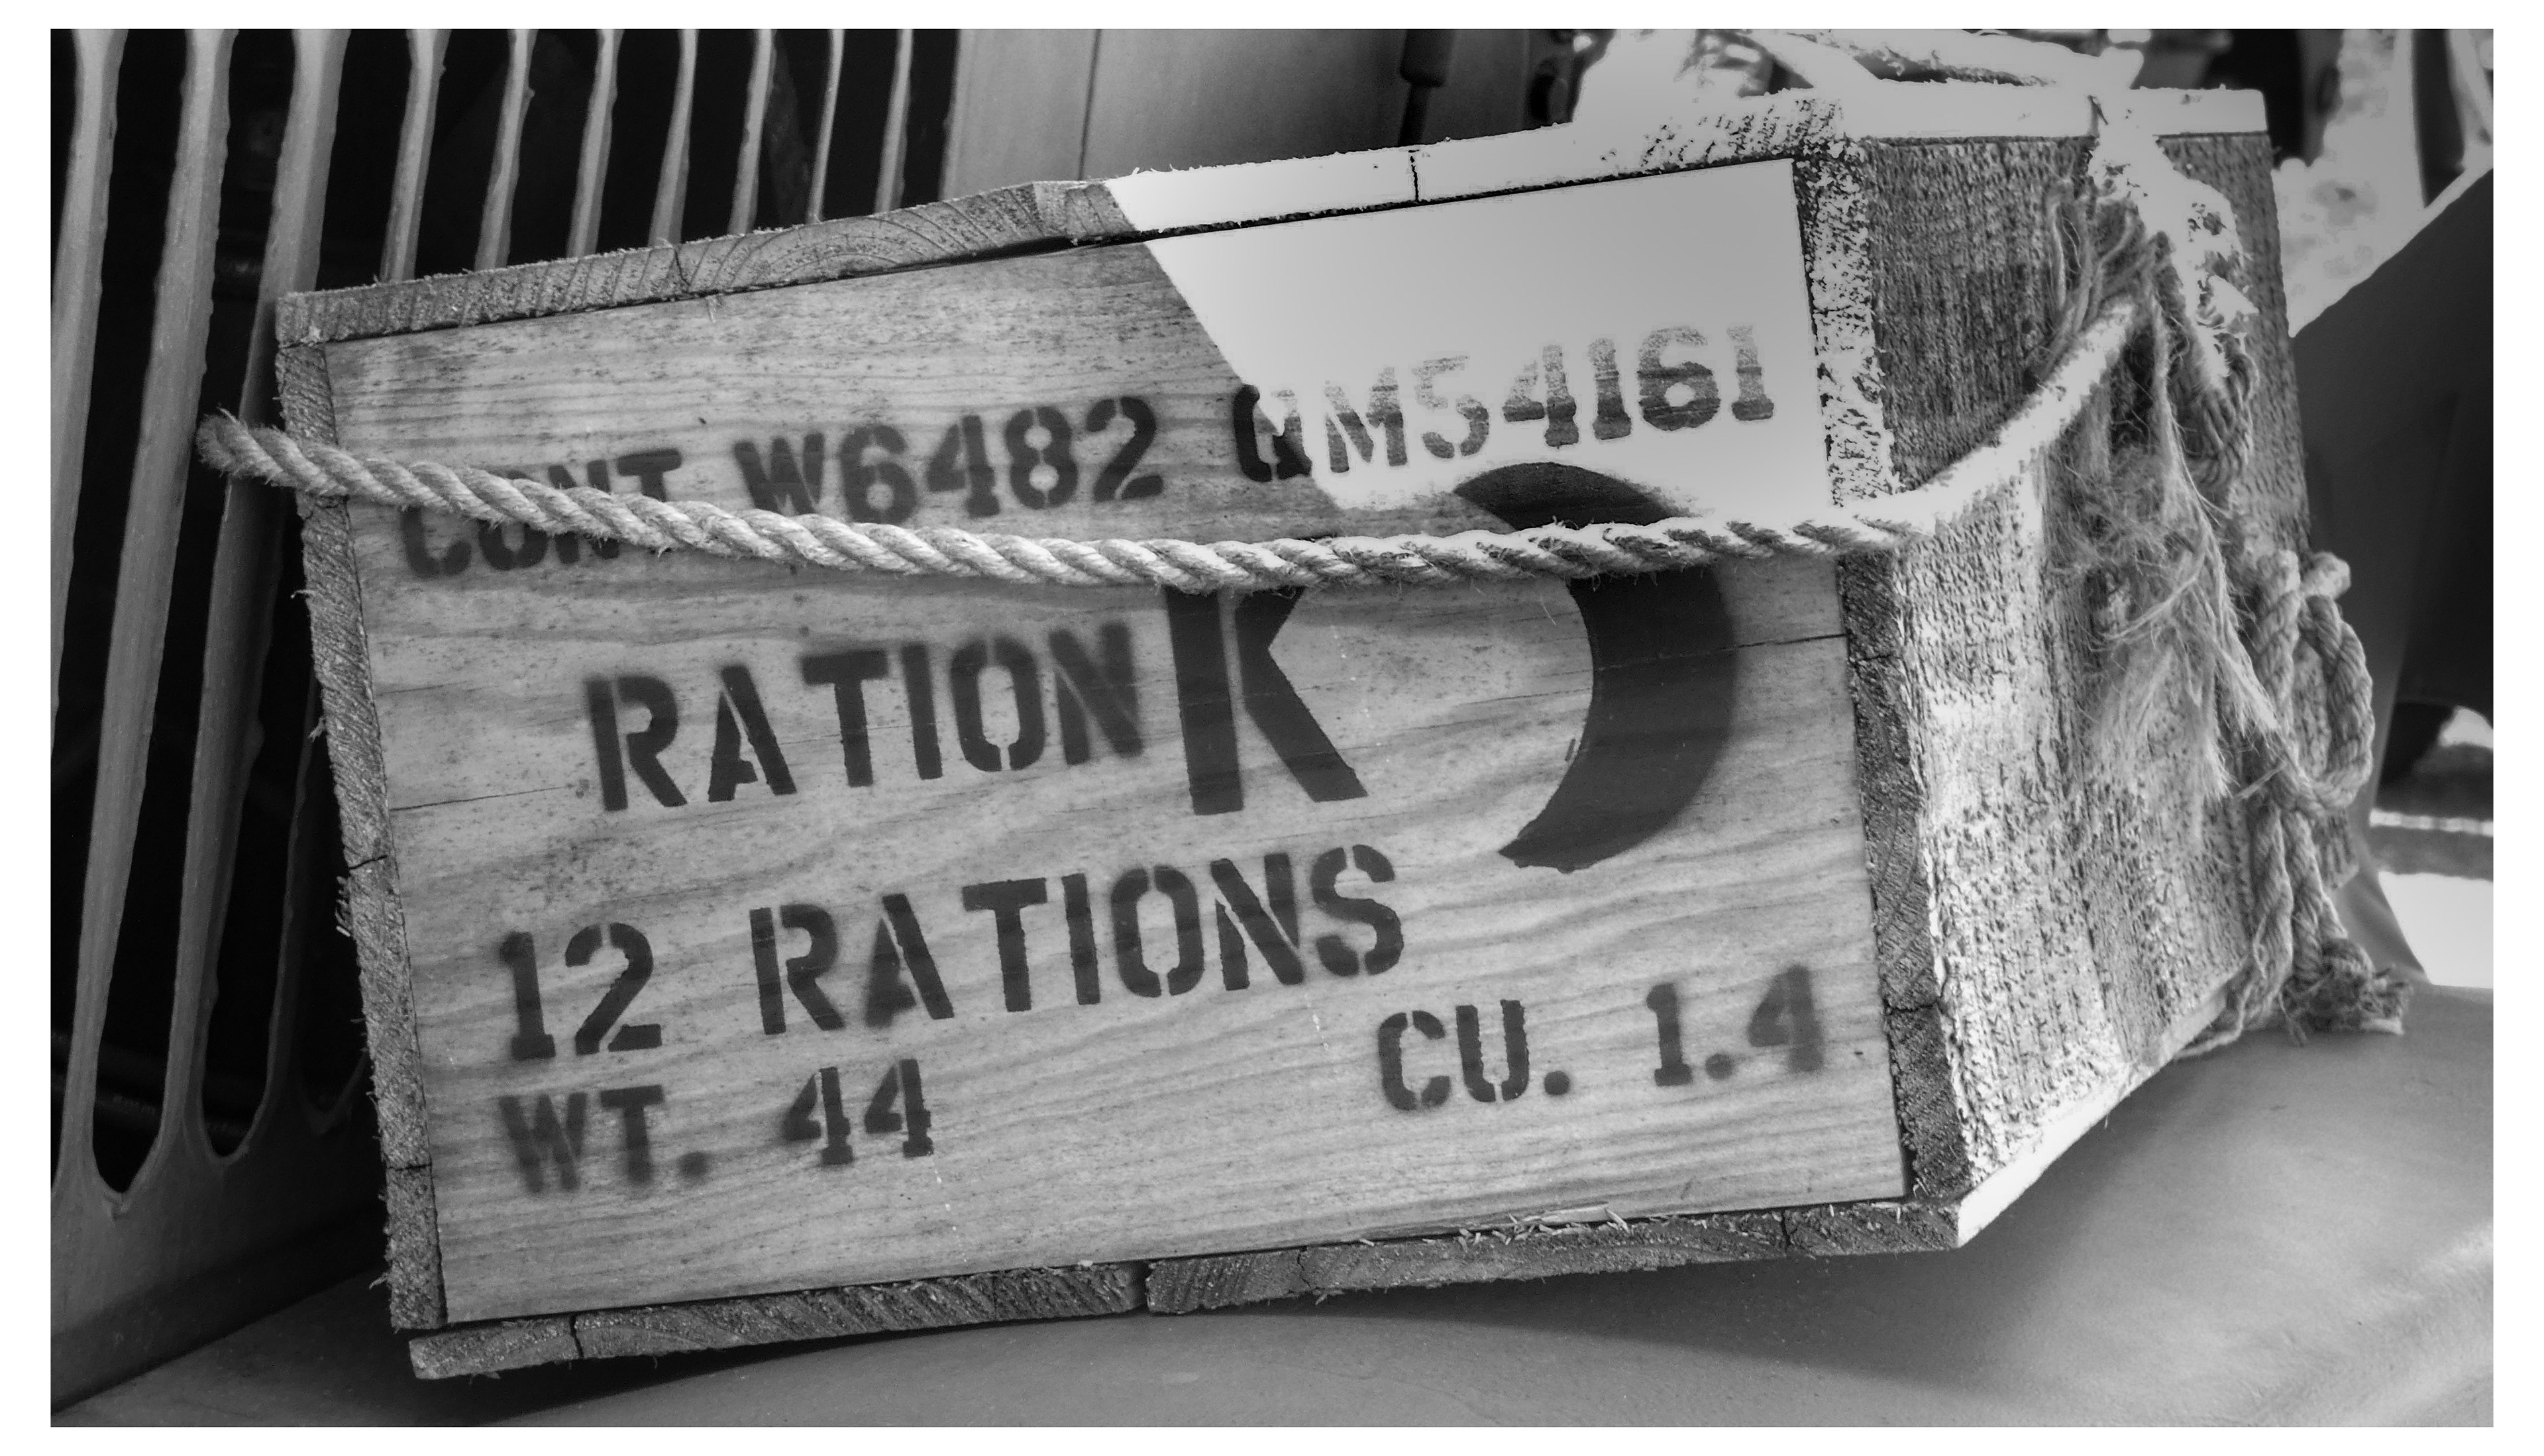 CONT W6482 QM54161
RATION K
12 RATIONS
WT. 44 CU. 1.4